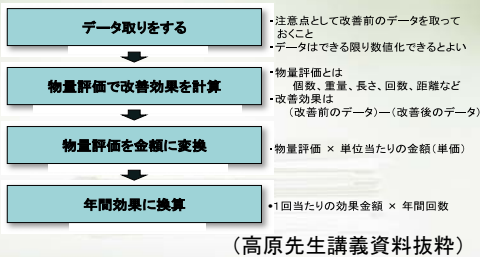 データ取りをする
・注意点として改善前のデータを取って
おくこと
・データはできる限り数値化できるとよい
物量評価で改善効果を計算
・物量評価とは
個数、重量、長さ、回数、距離など
・改善効果は
(改善前のデータ)ー(改善後のデータ)
物量評価を金額に変換
・物量評価 × 単位当たりの金額(単価)
年間効果に換算
•1回当たりの効果金額 × 年間回数
(高原先生講義資料抜粋)